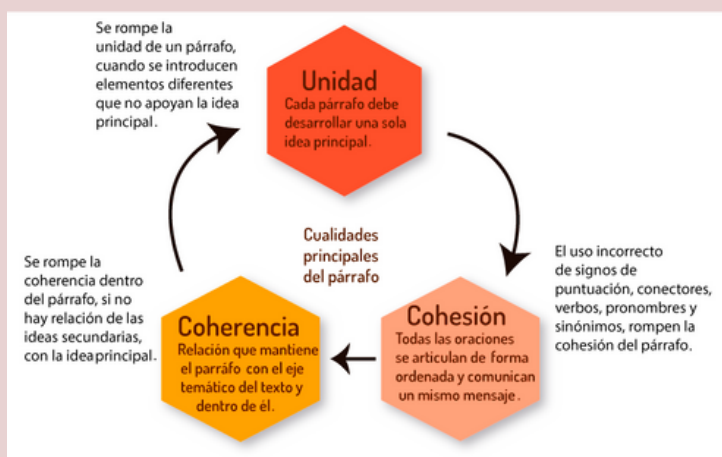 Se rompe la
unidad de un párrafo,
cuando se introducen
elementos diferentes
que no apoyan la idea
principal.
Unidad
Cada párrafo debe
desarrollar una sola
idea principal.
Cualidades
principales
del párrafo
El uso incorrecto
de signos de
puntuación, conectores,
verbos, pronombres y
sinónimos, rompen la
cohesión del párrafo.
Cohesión
Todas las oraciones
se articulan de forma
ordenada y comunican
un mismo mensaje.
Coherencia
Relación que mantiene
el parráfo con el eje
temático del texto y
dentro de él.
Se rompe la
coherencia dentro
del párrafo, si no
hay relación de las
ideas secundarias,
con la idea principal.